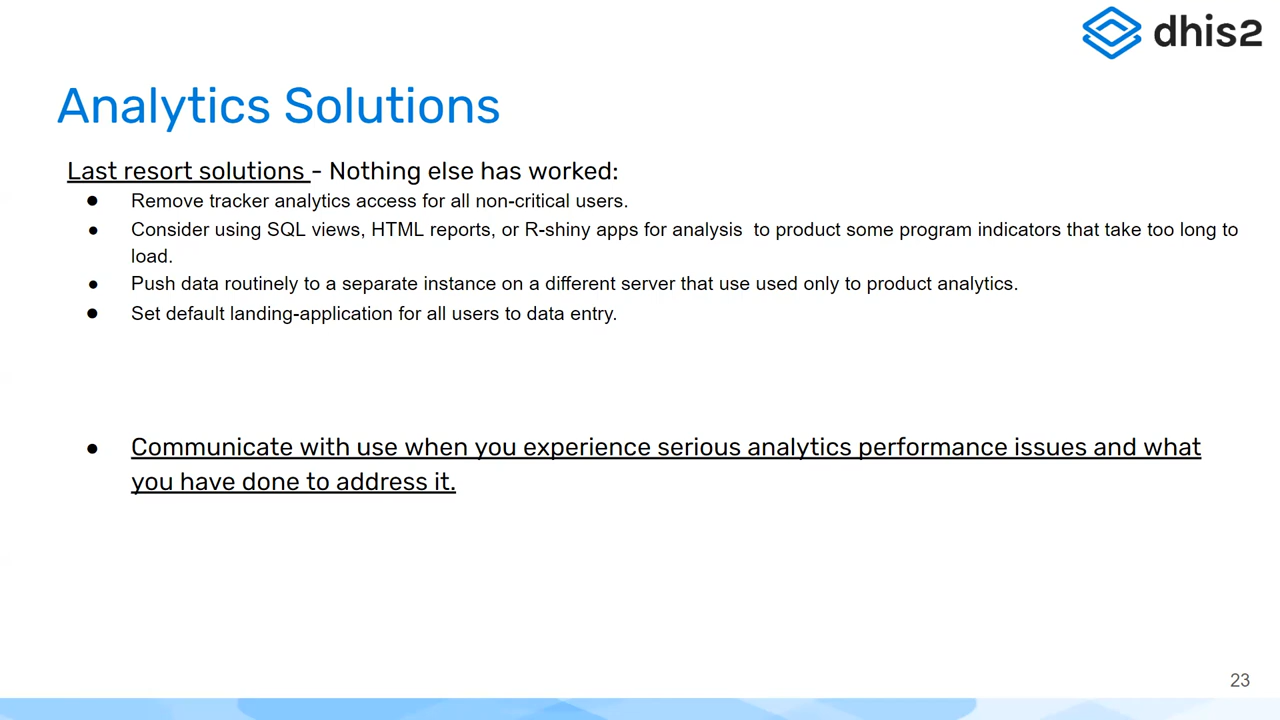 dhis2
Analytics Solutions
Last resort solutions - Nothing else has worked:
● Remove tracker analytics access for all non-critical users.
● Consider using SQL views, HTML reports, or R-shiny apps for analysis  to product some program indicators that take too long to
load.
● Push data routinely to a separate instance on a different server that use used only to product analytics.
● Set default landing-application for all users to data entry.
● Communicate with use when you experience serious analytics performance issues and what
you have done to address it.
23